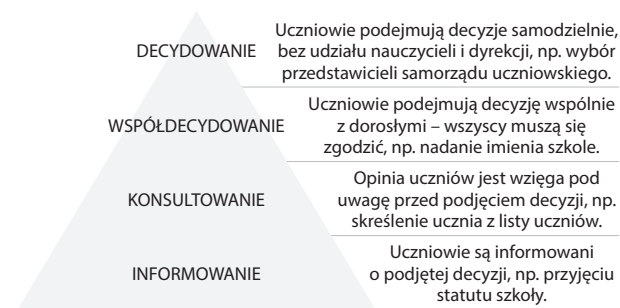 DECYDOWANIE
Uczniowie podejmują decyzje samodzielnie,
bez udziału nauczycieli i dyrekcji, np. wybór
przedstawicieli samorządu uczniowskiego.
WSPÓŁDECYDOWANIE
Uczniowie podejmują decyzję wspólnie
z dorosłymi – wszyscy muszą się
zgodzić, np. nadanie imienia szkole.
KONSULTOWANIE
Opinia uczniów jest wzięga pod
uwagę przed podjęciem decyzji, np.
skreślenie ucznia z listy uczniów.
INFORMOWANIE
Uczniowie są informowani
o podjętej decyzji, np. przyjęciu
statutu szkoły.